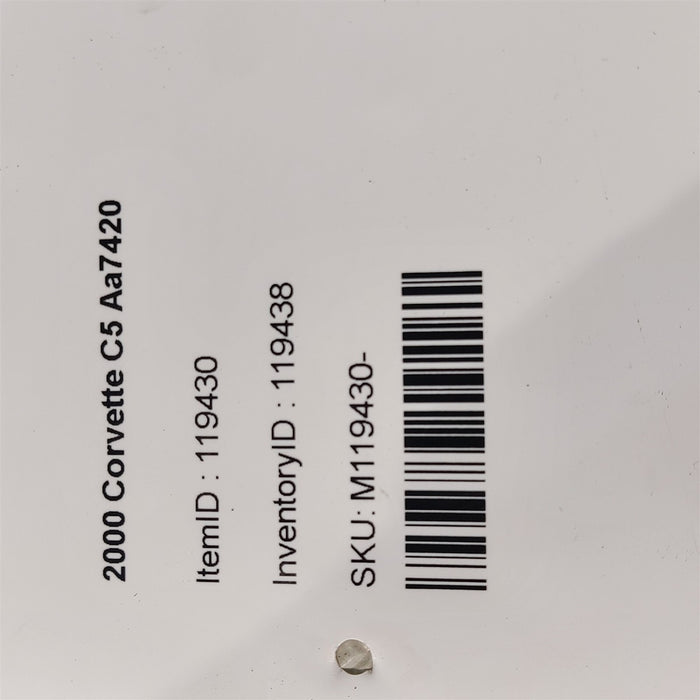 2000 Corvette C5 Aa7420
ItemID : 119430
InventoryID : 119438
SKU: M119430-